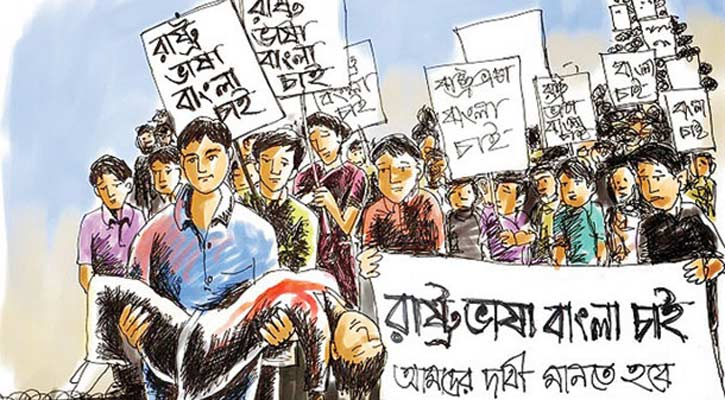 রাষ্ট্র
ভাষা
বাংলা
চাই
রাষ্ট্র
ভাষা
বাংলা
চাই
বাংলা
চাই
রাষ্ট্রভাষা
বাংলা
চাই
রাষ্ট্র
ভাষা
বাংলা
চাই
বাংলা
চাই
বাংলা
চাই
রাষ্ট্রভাষা বাংলা চাই
আমাদের দাবী মানতে হবে